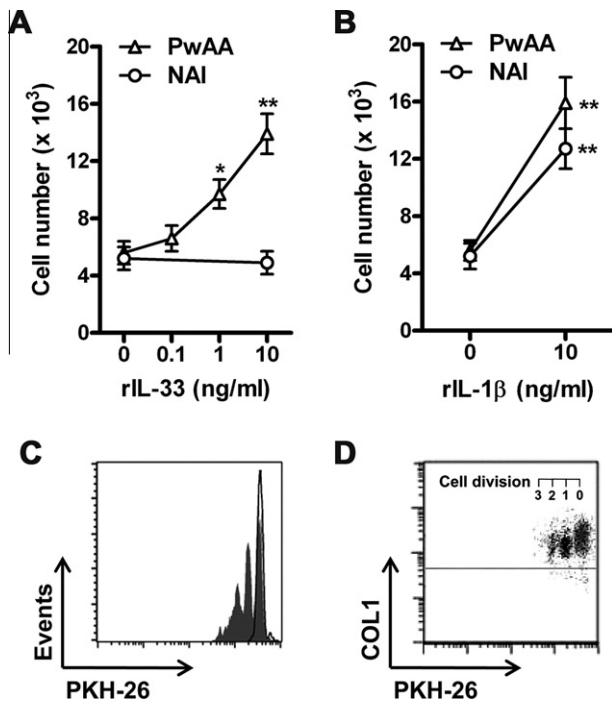 A
PwAA
NAI
Cell number (x 10³)
20
16
12
8
4
0
*
**
0 0.1 1 10
rIL-33 (ng/ml)
B
PwAA
NAI
Cell number (x 10³)
20
16
12
8
4
0
**
**
0 10
rIL-1β (ng/ml)
C
Events
PKH-26
D
Cell division
3 2 1 0
COL1
PKH-26